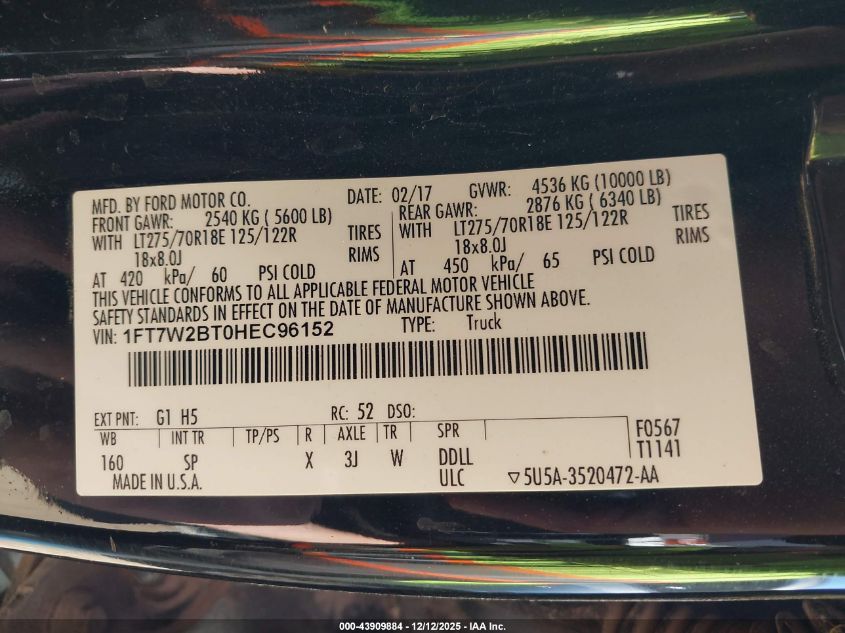 MFD. BY FORD MOTOR CO. DATE: 02/17 GVWR: 4536 KG (10000 LB)
FRONT GAWR: 2540 KG ( 5600 LB) REAR GAWR: 2876 KG ( 6340 LB)
WITH LT275/70R18E 125/122R TIRES WITH LT275/70R18E 125/122R TIRES
18x8.0J RIMS 18x8.0J RIMS
AT 420 kPa/ 60 PSI COLD AT 450 kPa/ 65 PSI COLD
THIS VEHICLE CONFORMS TO ALL APPLICABLE FEDERAL MOTOR VEHICLE
SAFETY STANDARDS IN EFFECT ON THE DATE OF MANUFACTURE SHOWN ABOVE.
VIN: 1FT7W2BT0HEC96152 TYPE: Truck
EXT PNT: G1 H5 RC: 52 DSO:
WB INT TR TP/PS R AXLE TR SPR F0567
160 SP X 3J W DDLL T1141
MADE IN U.S.A. ULC ▽5U5A-3520472-AA
000-43909884 - 12/12/2025 - IAA Inc.